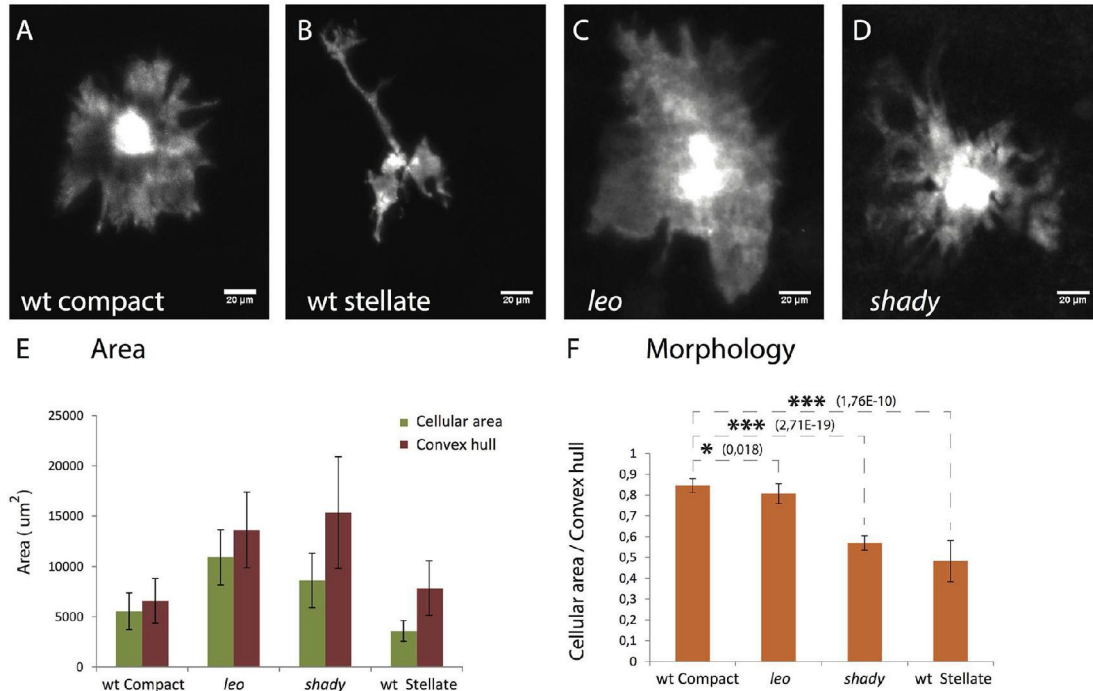 A
B
C
D
wt compact
20 µm
wt stellate
20 µm
leo
20 µm
shady
20 µm
E Area
25000
20000
15000
10000
5000
0
Area ( um²)
Cellular area
Convex hull
wt Compact
leo
shady
wt Stellate
F Morphology
*** (1,76E-10)
*** (2,71E-19)
* (0,018)
1
0,9
0,8
0,7
0,6
0,5
0,4
0,3
0,2
0,1
0
Cellular area / Convex hull
wt Compact
leo
shady
wt Stellate